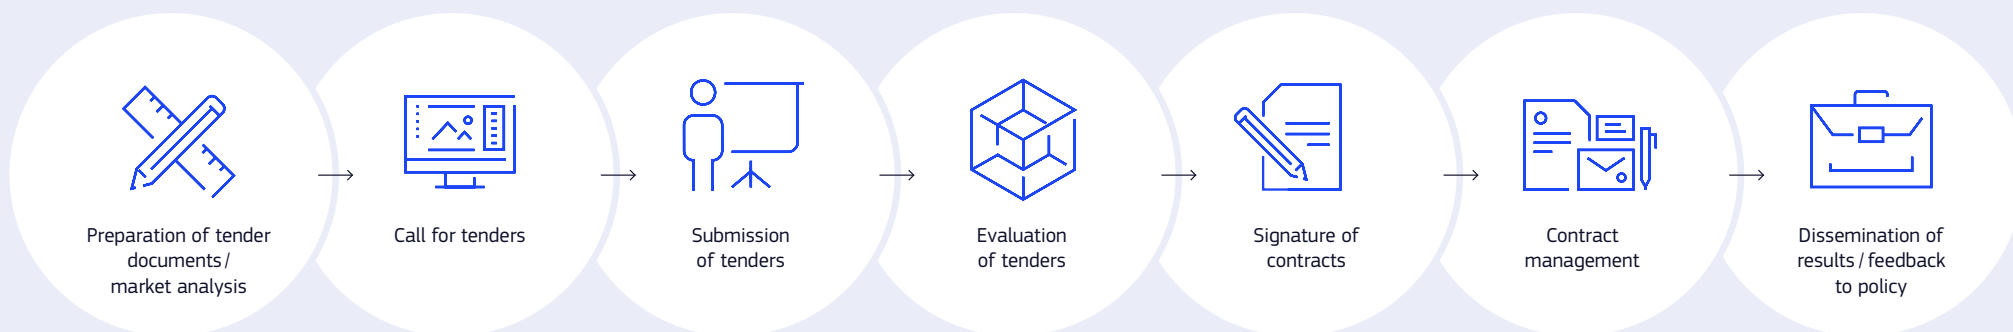 Preparation of tender
documents /
market analysis
Call for tenders
Submission
of tenders
Evaluation
of tenders
Signature of
contracts
Contract
management
Dissemination of
results / feedback
to policy